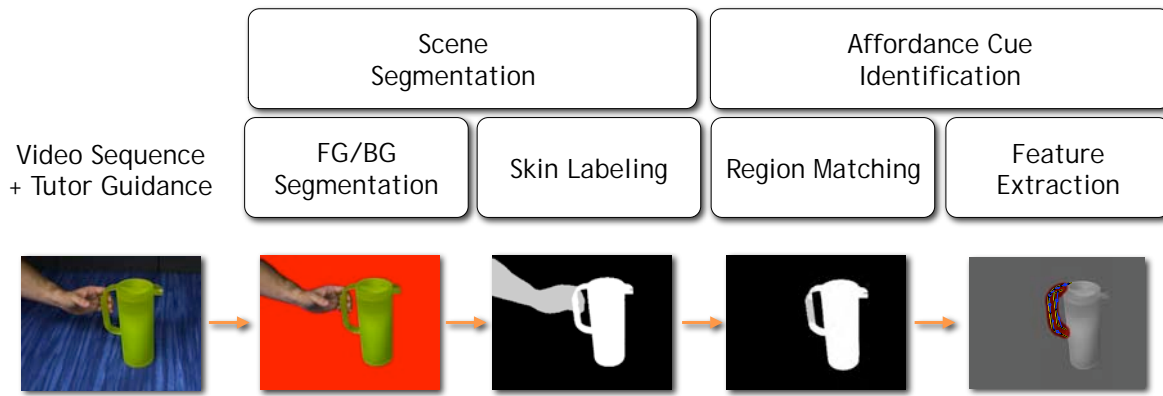 Scene
Segmentation
Affordance Cue
Identification
Video Sequence
+ Tutor Guidance
FG/BG
Segmentation
Skin Labeling
Region Matching
Feature
Extraction